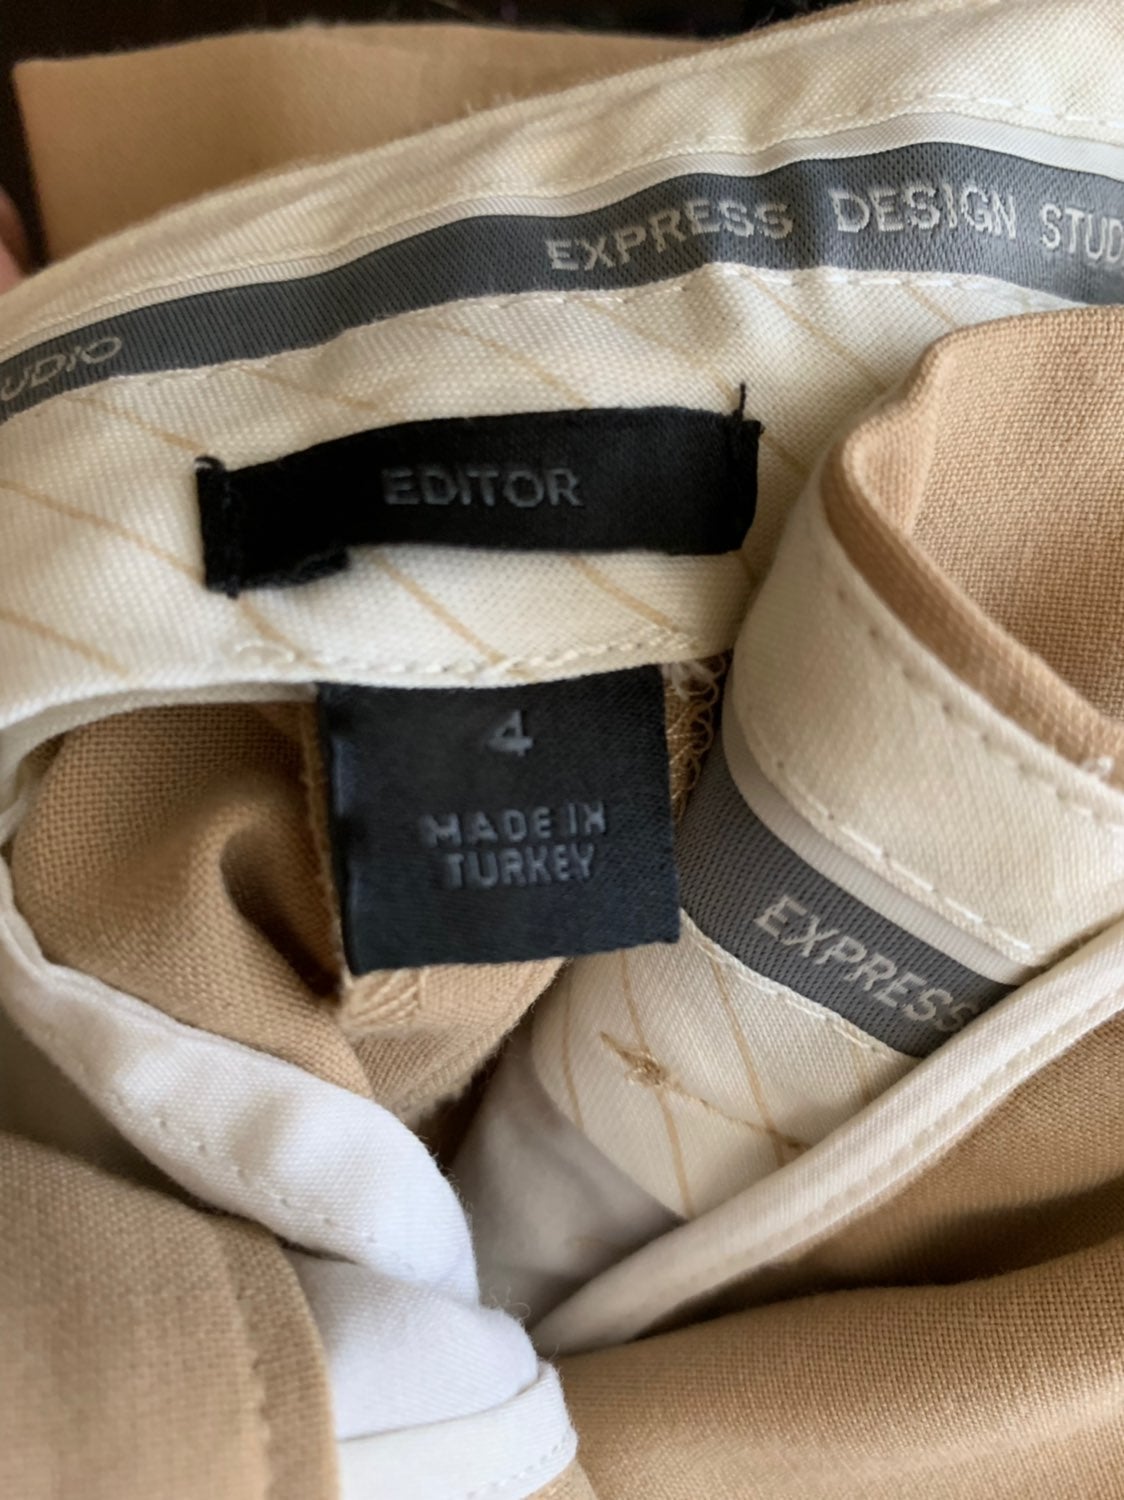 EXPRESS DESIGN STUD
UDIO
EDITOR
4
MADE IN
TURKEY
EXPRESS